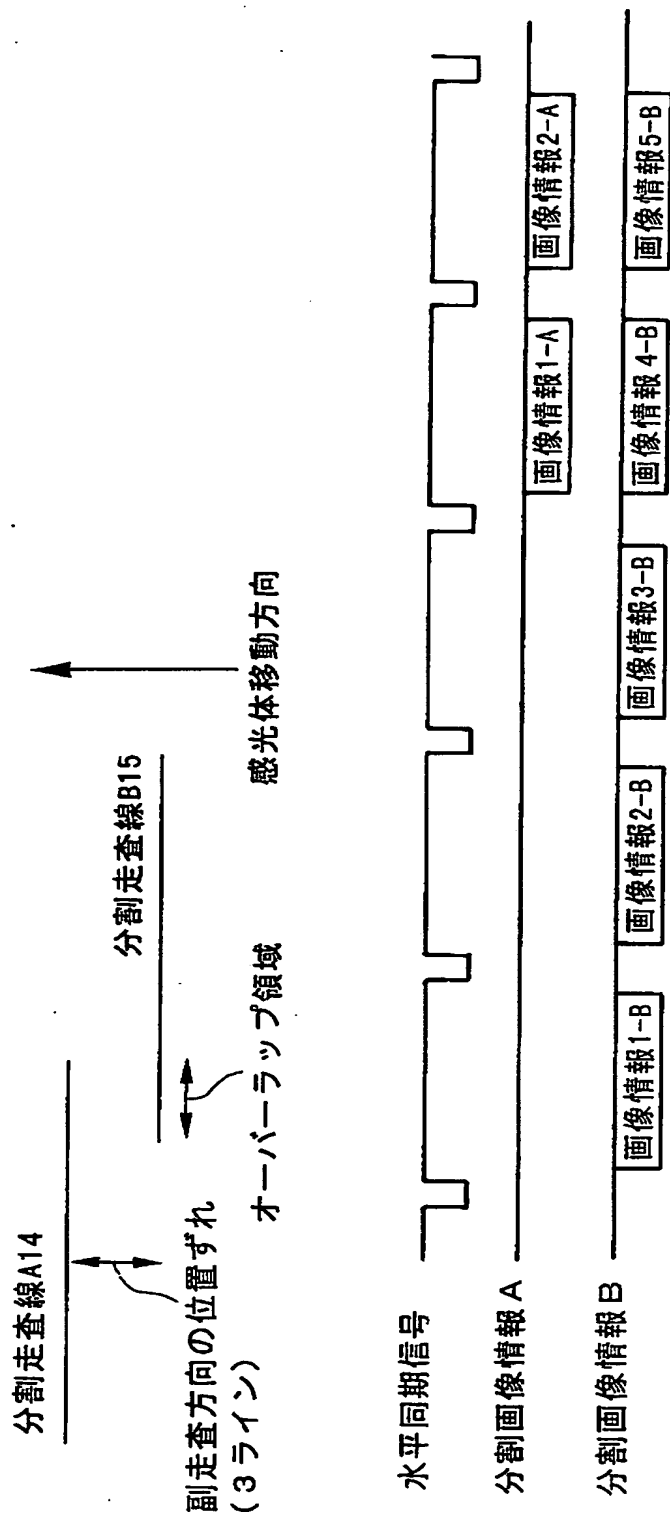 分割走査線A14
分割走査線B15
副走査方向の位置ずれ
(3ライン)
オーバーラップ領域
感光体移動方向
水平同期信号
分割画像情報A
画像情報1-A
画像情報2-A
分割画像情報B
画像情報1-B
画像情報2-B
画像情報3-B
画像情報4-B
画像情報5-B